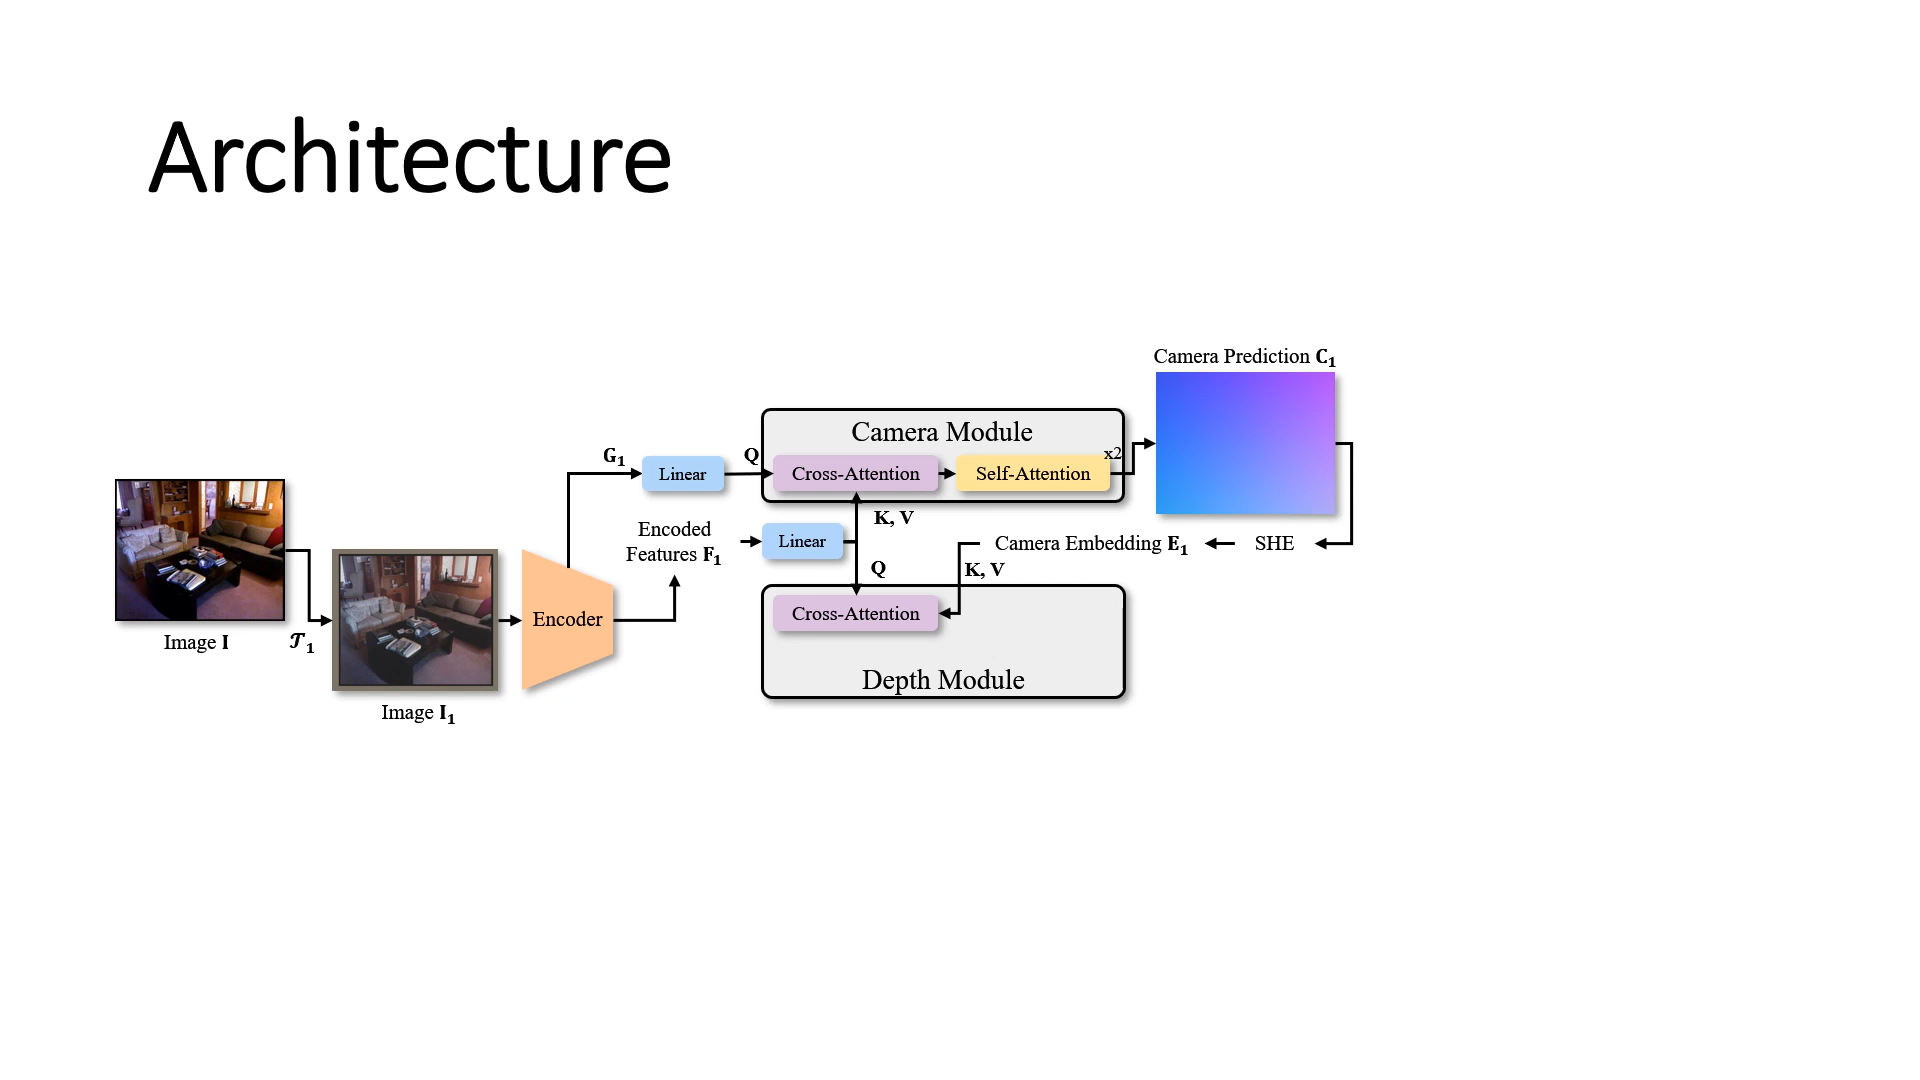 Architecture
Camera Prediction C₁
Camera Module
G₁
Linear
Q
Cross-Attention
Self-Attention
x2
K, V
Encoded
Features F₁
Linear
Camera Embedding E₁
SHE
Q
K, V
Cross-Attention
Encoder
Image I
𝒯₁
Depth Module
Image I₁